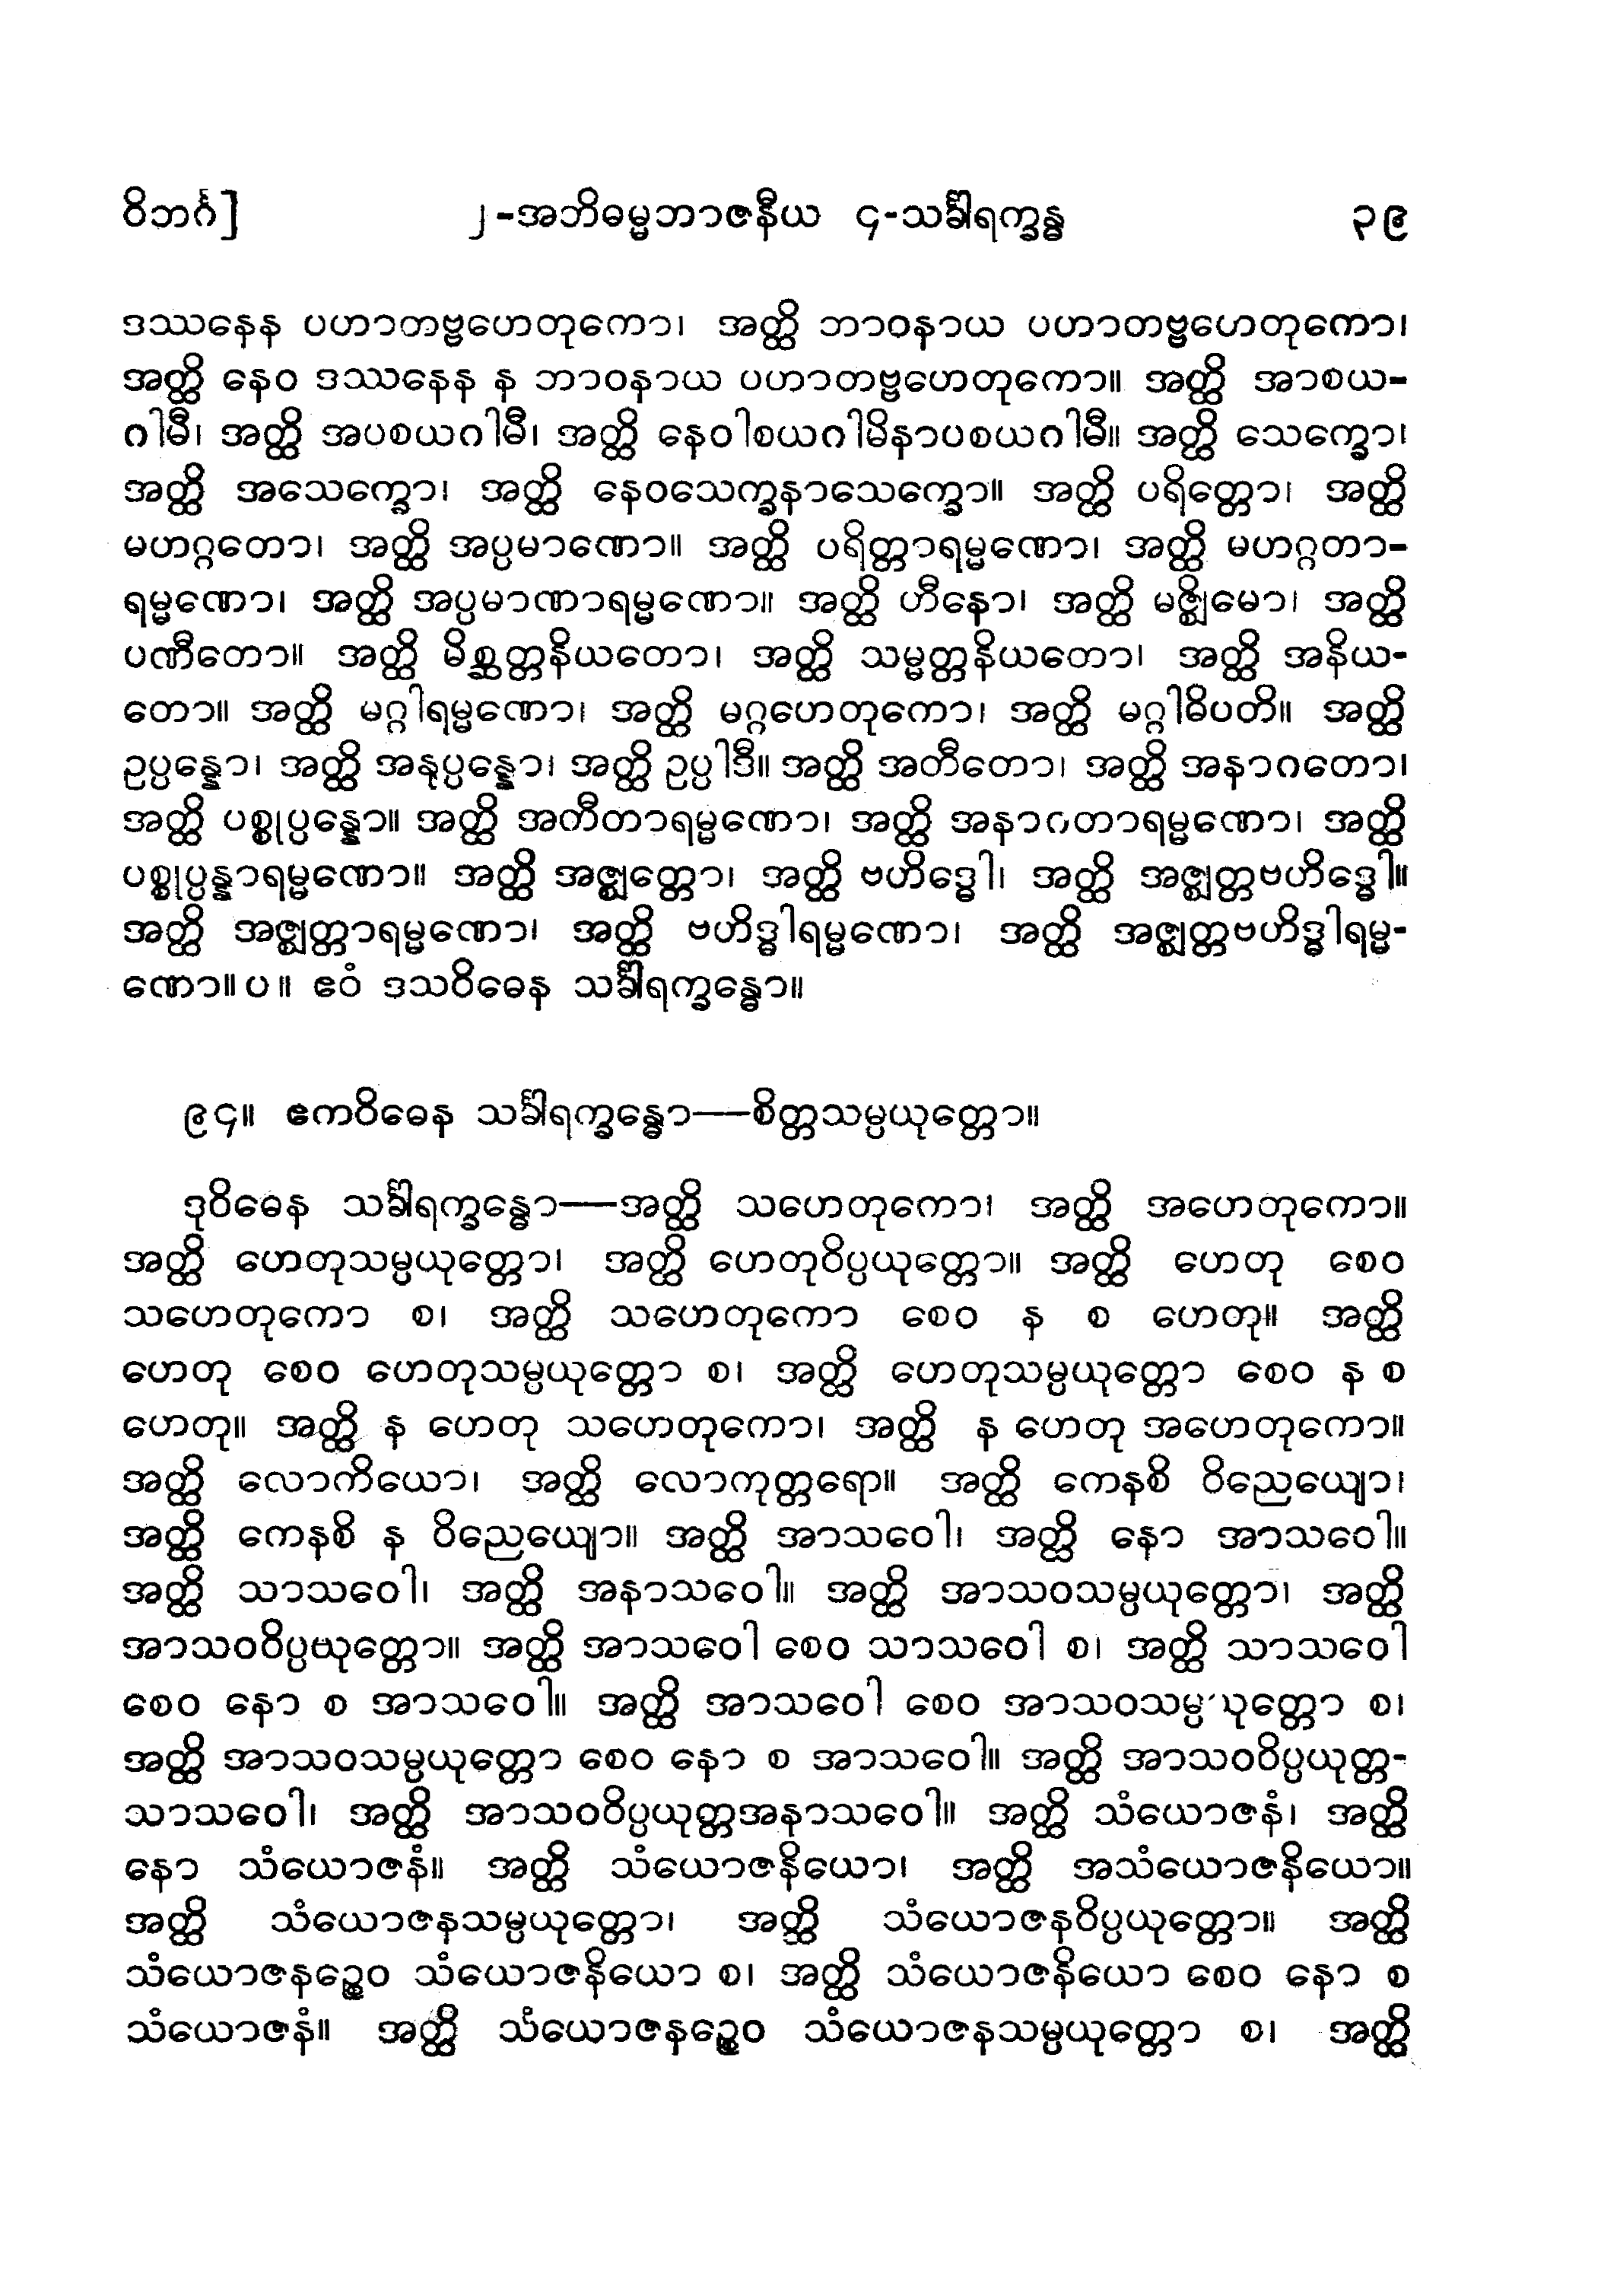 ဝိဘင်္ဂ] ၂-အဘိဓမ္မဘာဇနီယ ၄-သင်္ခါရက္ခန္ဓ ၃၉
ဒဿနေန ပဟာတဗ္ဗဟေတုကော၊ အတ္ထိ ဘာဝနာယ ပဟာတဗ္ဗဟေတုကော၊
အတ္ထိ နေဝ ဒဿနေန န ဘာဝနာယ ပဟာတဗ္ဗဟေတုကော။ အတ္ထိ အာစယ-
ဂါမီ၊ အတ္ထိ အပစယဂါမီ၊ အတ္ထိ နေဝါစယဂါမိနာပစယဂါမီ။ အတ္ထိ သေက္ခော၊
အတ္ထိ အသေက္ခော၊ အတ္ထိ နေဝသေက္ခနာသေက္ခော။ အတ္ထိ ပရိတ္တော၊ အတ္ထိ
မဟဂ္ဂတော၊ အတ္ထိ အပ္ပမာဏော။ အတ္ထိ ပရိတ္တာရမ္မဏော၊ အတ္ထိ မဟဂ္ဂတာ-
ရမ္မဏော၊ အတ္ထိ အပ္ပမာဏာရမ္မဏော။ အတ္ထိ ဟီနော၊ အတ္ထိ မဇ္ဈိမော၊ အတ္ထိ
ပဏီတော။ အတ္ထိ မိစ္ဆတ္တနိယတော၊ အတ္ထိ သမ္မတ္တနိယတော၊ အတ္ထိ အနိယ-
တော။ အတ္ထိ မဂ္ဂါရမ္မဏော၊ အတ္ထိ မဂ္ဂဟေတုကော၊ အတ္ထိ မဂ္ဂါဓိပတိ။ အတ္ထိ
ဥပ္ပန္နော၊ အတ္ထိ အနုပ္ပန္နော၊ အတ္ထိ ဥပ္ပါဒီ။ အတ္ထိ အတီတော၊ အတ္ထိ အနာဂတော၊
အတ္ထိ ပစ္စုပ္ပန္နော။ အတ္ထိ အတီတာရမ္မဏော၊ အတ္ထိ အနာဂတာရမ္မဏော၊ အတ္ထိ
ပစ္စုပ္ပန္နာရမ္မဏော။ အတ္ထိ အဇ္ဈတ္တော၊ အတ္ထိ ဗဟိဒ္ဓေါ၊ အတ္ထိ အဇ္ဈတ္တဗဟိဒ္ဓေါ။
အတ္ထိ အဇ္ဈတ္တာရမ္မဏော၊ အတ္ထိ ဗဟိဒ္ဓါရမ္မဏော၊ အတ္ထိ အဇ္ဈတ္တဗဟိဒ္ဓါရမ္မ-
ဏော။ပ။ ဧဝံ ဒသဝိဓေန သင်္ခါရက္ခန္ဓော။
၉၄။ ဧကဝိဓေန သင်္ခါရက္ခန္ဓော—စိတ္တသမ္ပယုတ္တော။
ဒုဝိဓေန သင်္ခါရက္ခန္ဓော—အတ္ထိ သဟေတုကော၊ အတ္ထိ အဟေတုကော။
အတ္ထိ ဟေတုသမ္ပယုတ္တော၊ အတ္ထိ ဟေတုဝိပ္ပယုတ္တော။ အတ္ထိ ဟေတု စေဝ
သဟေတုကော စ၊ အတ္ထိ သဟေတုကော စေဝ န စ ဟေတု။ အတ္ထိ
ဟေတု စေဝ ဟေတုသမ္ပယုတ္တော စ၊ အတ္ထိ ဟေတုသမ္ပယုတ္တော စေဝ န စ
ဟေတု။ အတ္ထိ န ဟေတု သဟေတုကော၊ အတ္ထိ န ဟေတု အဟေတုကော။
အတ္ထိ လောကိယော၊ အတ္ထိ လောကုတ္တရော။ အတ္ထိ ကေနစိ ဝိညေယျော၊
အတ္ထိ ကေနစိ န ဝိညေယျော။ အတ္ထိ အာသဝေါ၊ အတ္ထိ နော အာသဝေါ။
အတ္ထိ သာသဝေါ၊ အတ္ထိ အနာသဝေါ။ အတ္ထိ အာသဝသမ္ပယုတ္တော၊ အတ္ထိ
အာသဝဝိပ္ပယုတ္တော။ အတ္ထိ အာသဝေါ စေဝ သာသဝေါ စ၊ အတ္ထိ သာသဝေါ
စေဝ နော စ အာသဝေါ။ အတ္ထိ အာသဝေါ စေဝ အာသဝသမ္ပယုတ္တော စ၊
အတ္ထိ အာသဝသမ္ပယုတ္တော စေဝ နော စ အာသဝေါ။ အတ္ထိ အာသဝဝိပ္ပယုတ္တ-
သာသဝေါ၊ အတ္ထိ အာသဝဝိပ္ပယုတ္တအနာသဝေါ။ အတ္ထိ သံယောဇနံ၊ အတ္ထိ
နော သံယောဇနံ။ အတ္ထိ သံယောဇနိယော၊ အတ္ထိ အသံယောဇနိယော။
အတ္ထိ သံယောဇနသမ္ပယုတ္တော၊ အတ္ထိ သံယောဇနဝိပ္ပယုတ္တော။ အတ္ထိ
သံယောဇနဉ္စေဝ သံယောဇနိယော စ၊ အတ္ထိ သံယောဇနိယော စေဝ နော စ
သံယောဇနံ။ အတ္ထိ သံယောဇနဉ္စေဝ သံယောဇနသမ္ပယုတ္တော စ၊ အတ္ထိ